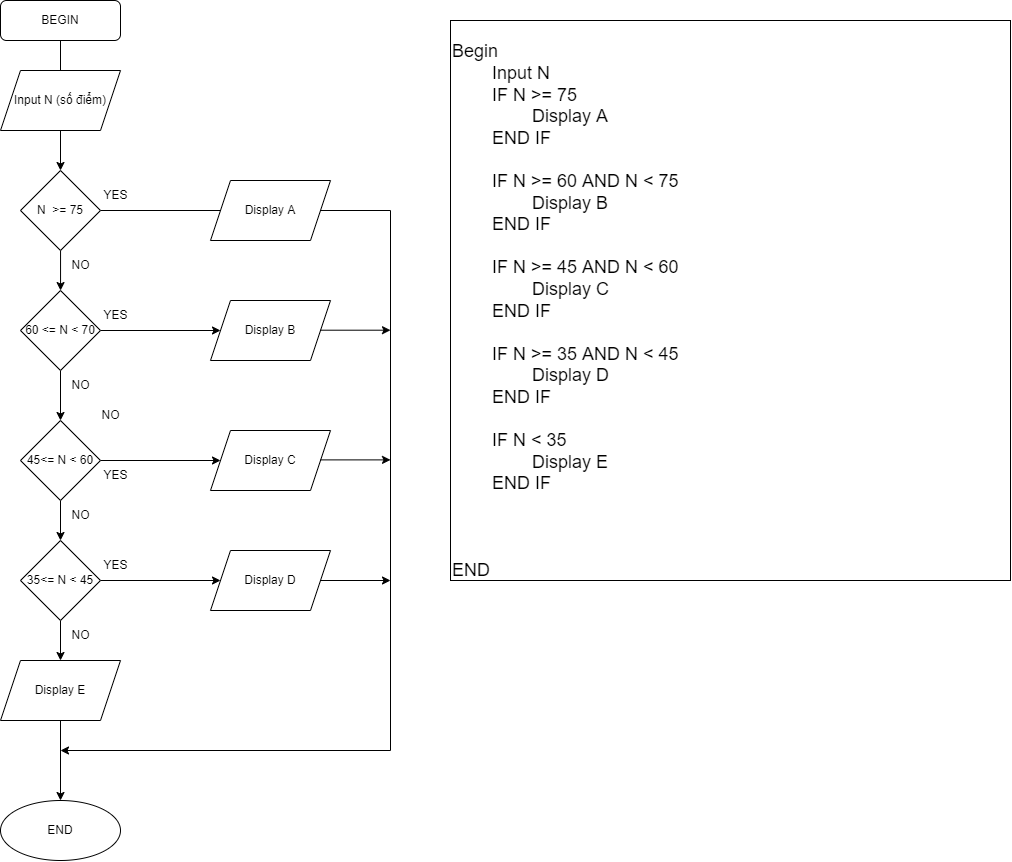 BEGIN
Input N (số điểm)
N  >= 75
YES
Display A
NO
60 <= N < 70
YES
Display B
NO
NO
45<= N < 60
YES
Display C
NO
35<= N < 45
YES
Display D
NO
Display E
END
Begin
Input N
IF N >= 75
Display A
END IF
IF N >= 60 AND N < 75
Display B
END IF
IF N >= 45 AND N < 60
Display C
END IF
IF N >= 35 AND N < 45
Display D
END IF
IF N < 35
Display E
END IF
END